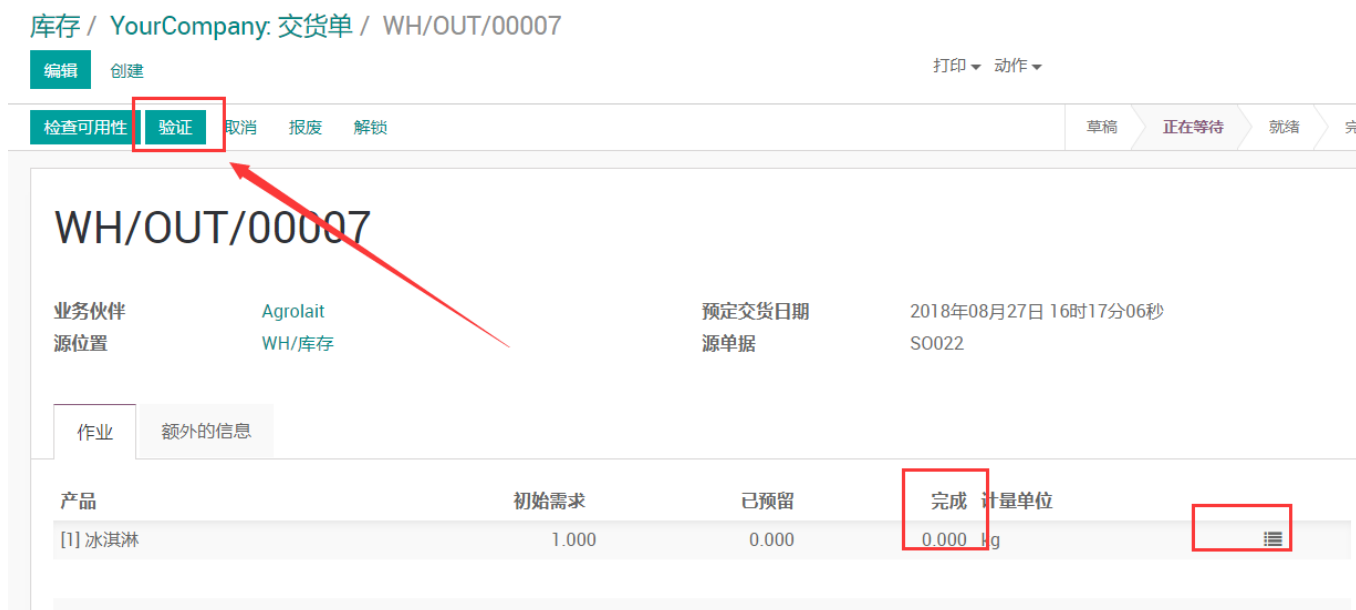 库存 / YourCompany: 交货单 / WH/OUT/00007
编辑 创建 打印 动作
检查可用性 验证 取消 报废 解锁 草稿 正在等待 就绪
WH/OUT/00007
业务伙伴 Agrolait 预定交货日期 2018年08月27日 16时17分06秒
源位置 WH/库存 源单据 SO022
作业 额外的信息
产品 初始需求 已预留 完成 计量单位
[1] 冰淇淋 1.000 0.000 0.000 kg